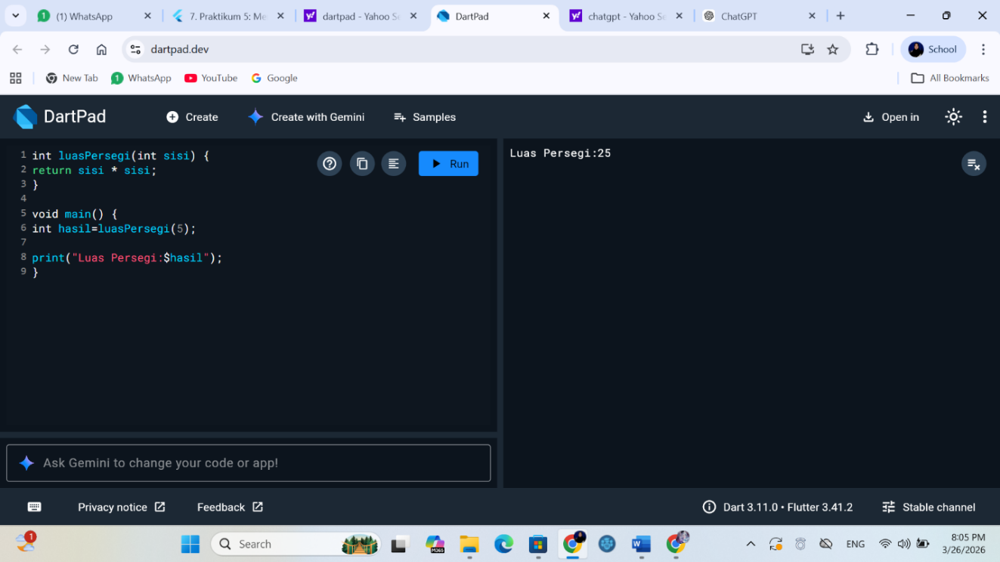 (1) WhatsApp
7. Praktikum 5: Me
dartpad - Yahoo Se
DartPad
chatgpt - Yahoo Se
ChatGPT
dartpad.dev
School
New Tab
1 WhatsApp
YouTube
Google
All Bookmarks
DartPad
Create
Create with Gemini
Samples
Open in
1 int luasPersegi(int sisi) {
2 return sisi * sisi;
3 }
4
5 void main() {
6 int hasil=luasPersegi(5);
7
8 print("Luas Persegi:$hasil");
9 }
Run
Luas Persegi:25
Ask Gemini to change your code or app!
Privacy notice
Feedback
Dart 3.11.0 • Flutter 3.41.2
Stable channel
1
Search
M365
ENG
8:05 PM
3/26/2026